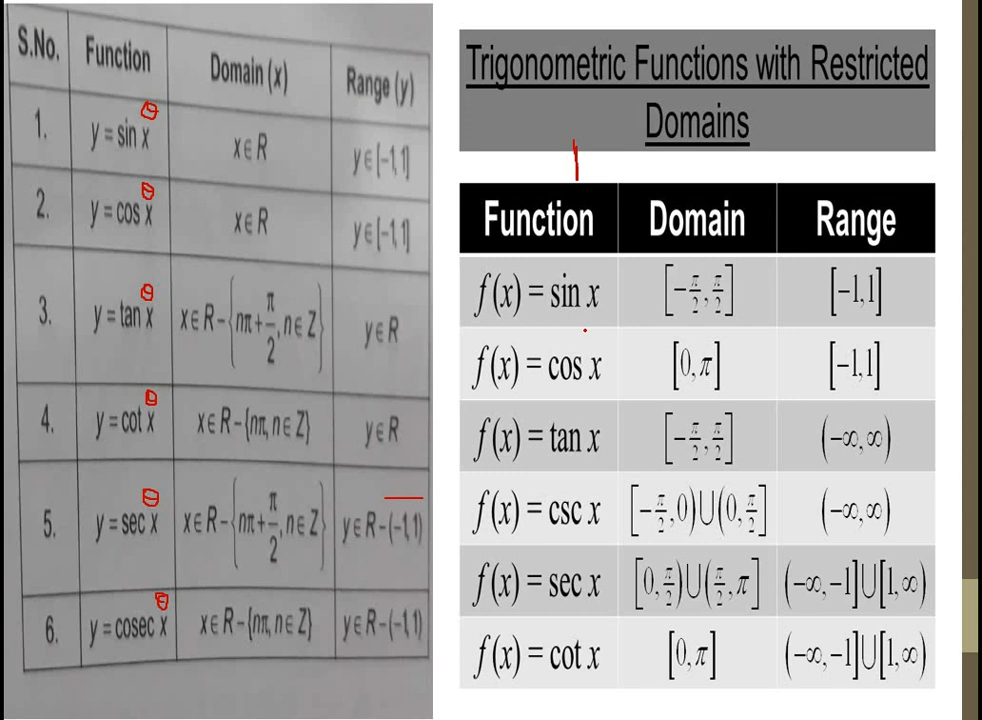 S.No. Function Domain (x) Range (y)
1. y = sin x x ∈ R y ∈ [–1, 1]
2. y = cos x x ∈ R y ∈ [–1, 1]
3. y = tan x x ∈ R – {nπ + π/2, n ∈ Z} y ∈ R
4. y = cot x x ∈ R – {nπ, n ∈ Z} y ∈ R
5. y = sec x x ∈ R – {nπ + π/2, n ∈ Z} y ∈ R – (–1, 1)
6. y = cosec x x ∈ R – {nπ, n ∈ Z} y ∈ R – (–1, 1)
Trigonometric Functions with Restricted
Domains
Function Domain Range
f(x) = sin x [–π/2, π/2] [–1, 1]
f(x) = cos x [0, π] [–1, 1]
f(x) = tan x [–π/2, π/2] (–∞, ∞)
f(x) = csc x [–π/2, 0) ∪ (0, π/2] (–∞, ∞)
f(x) = sec x [0, π/2) ∪ (π/2, π] (–∞, –1] ∪ [1, ∞)
f(x) = cot x [0, π] (–∞, –1] ∪ [1, ∞)